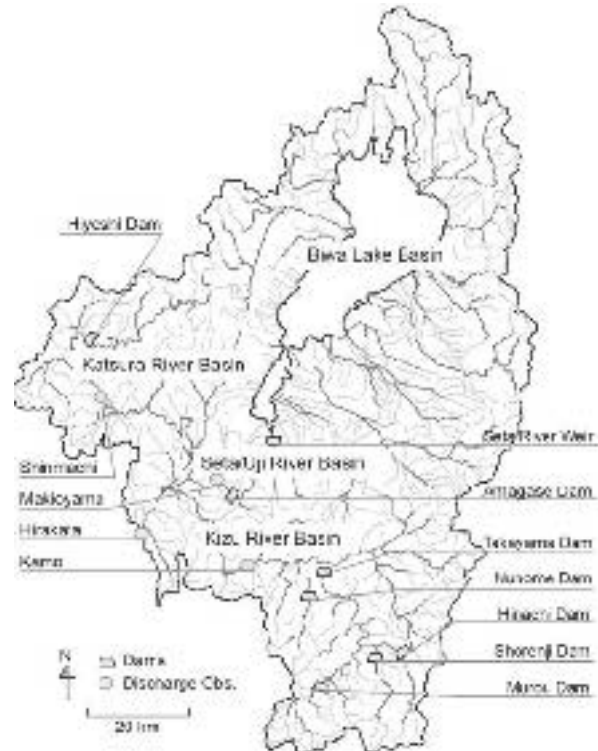 Hiyoshi Dam
Biwa Lake Basin
Katsura River Basin
Seta River Weir
Shinmachi
Seta/Uji River Basin
Makioyama
Amagase Dam
Hirakata
Kizu River Basin
Takayama Dam
Kamo
Nunome Dam
Hinachi Dam
Shorenji Dam
N
Dams
Discharge Obs.
Murou Dam
20 km